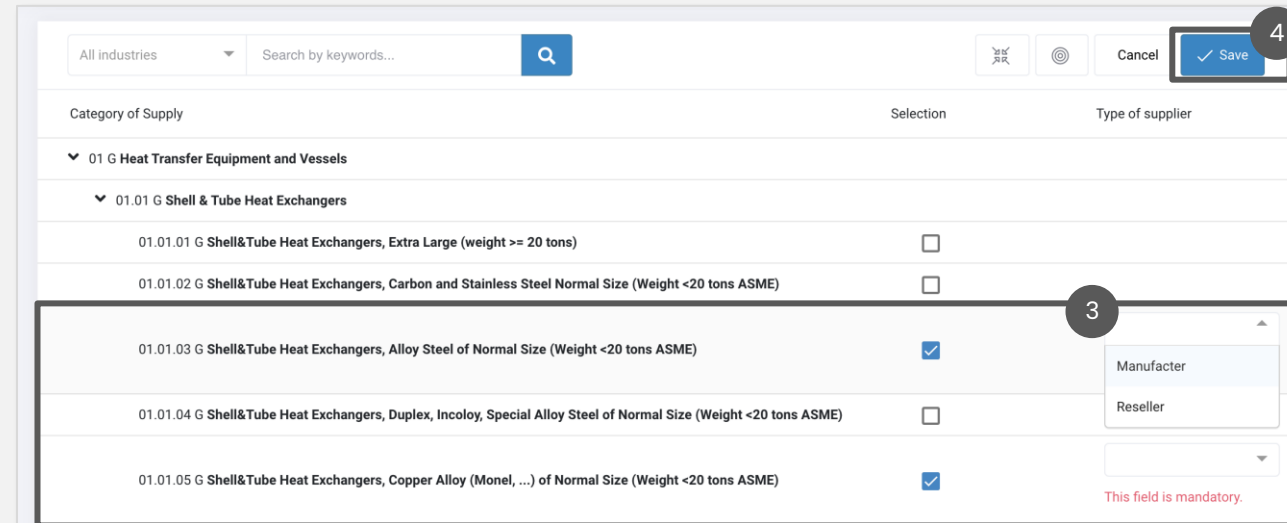 4
All industries Search by keywords... Cancel Save
Category of Supply Selection Type of supplier
01 G Heat Transfer Equipment and Vessels
01.01 G Shell & Tube Heat Exchangers
01.01.01 G Shell&Tube Heat Exchangers, Extra Large (weight >= 20 tons)
01.01.02 G Shell&Tube Heat Exchangers, Carbon and Stainless Steel Normal Size (Weight <20 tons ASME)
3
01.01.03 G Shell&Tube Heat Exchangers, Alloy Steel of Normal Size (Weight <20 tons ASME)
Manufacter
Reseller
01.01.04 G Shell&Tube Heat Exchangers, Duplex, Incoloy, Special Alloy Steel of Normal Size (Weight <20 tons ASME)
01.01.05 G Shell&Tube Heat Exchangers, Copper Alloy (Monel, ...) of Normal Size (Weight <20 tons ASME)
This field is mandatory.